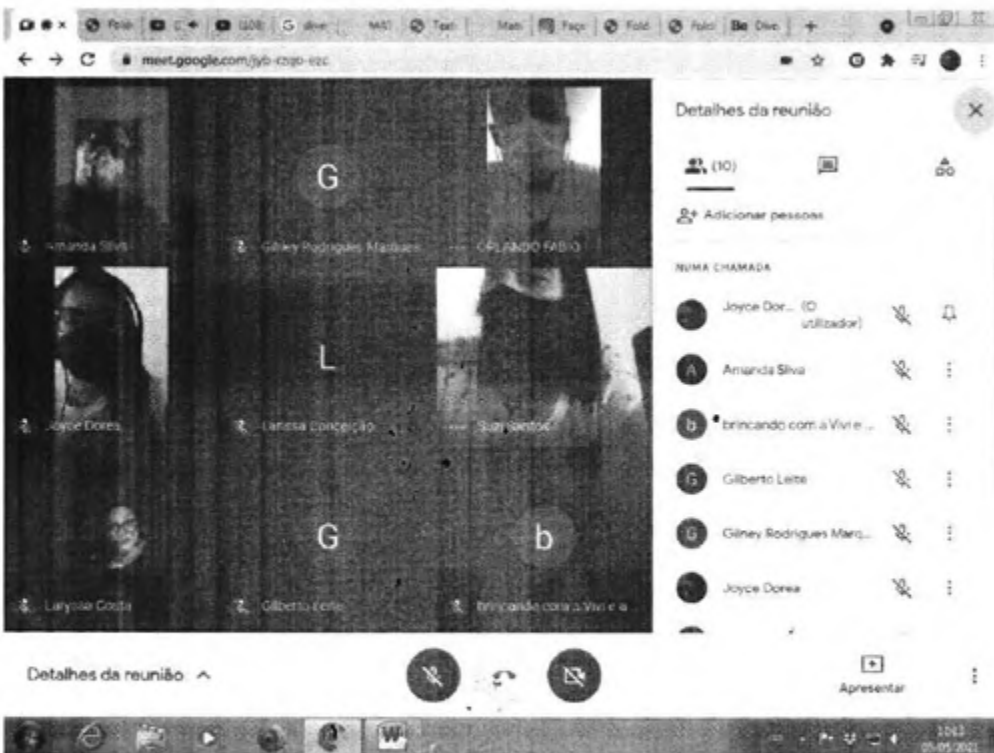 meet.google.com/jyb-czqo-ezc
Detalhes da reunião
(10)
Adicionar pessoas
NUMA CHAMADA
Joyce Dor... (O utilizador)
Amanda Silva
brincando com a Vivi e ...
Gilberto Leite
Gilney Rodrigues Marq...
Joyce Dorea
G
Amanda Silva
Gilney Rodrigues Marques
ORLANDO FABIO
L
Joyce Dorea
Larissa Conceição
Suzi Santos
G
b
Laryssa Costa
Gilberto Leite
brincando com a Vivi e a
Detalhes da reunião
Apresentar